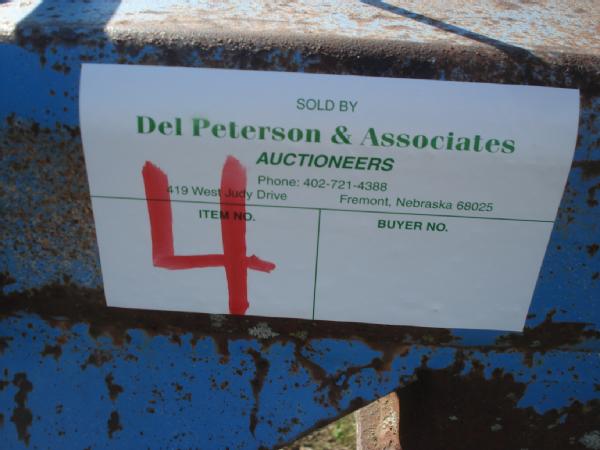 SOLD BY
Del Peterson & Associates
AUCTIONEERS
Phone: 402-721-4388
419 West Judy Drive Fremont, Nebraska 68025
ITEM NO. BUYER NO.
4